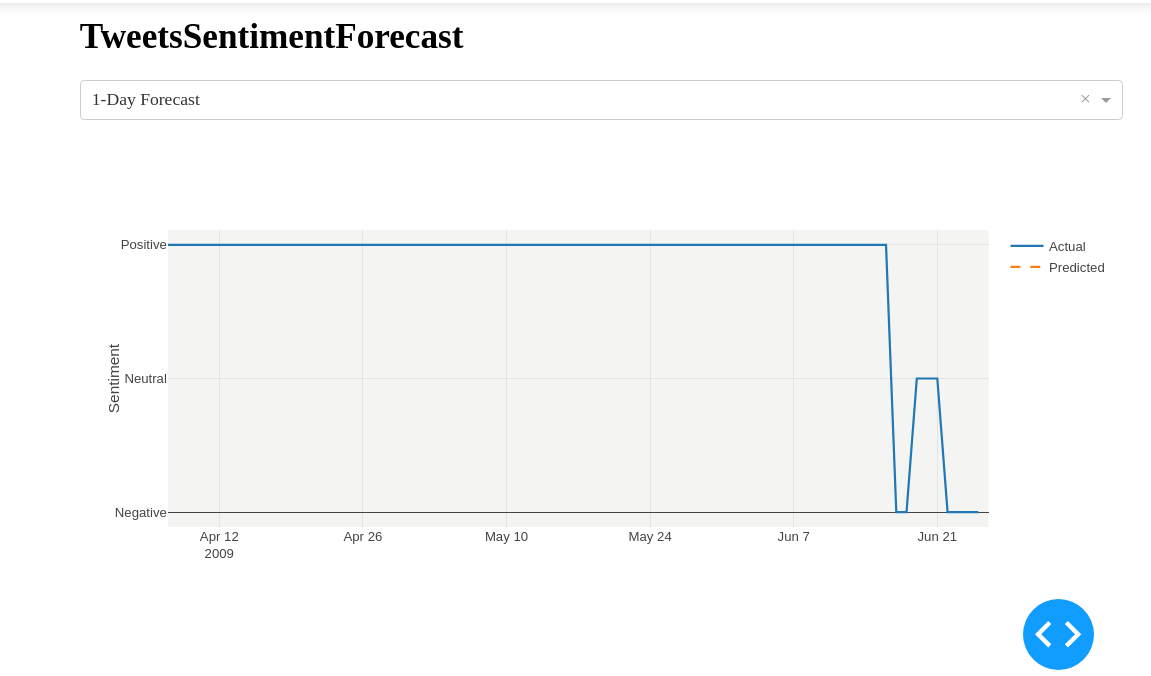 TweetsSentimentForecast
1-Day Forecast ×
Positive
Neutral
Negative
Sentiment
Actual
Predicted
Apr 12 Apr 26 May 10 May 24 Jun 7 Jun 21
2009